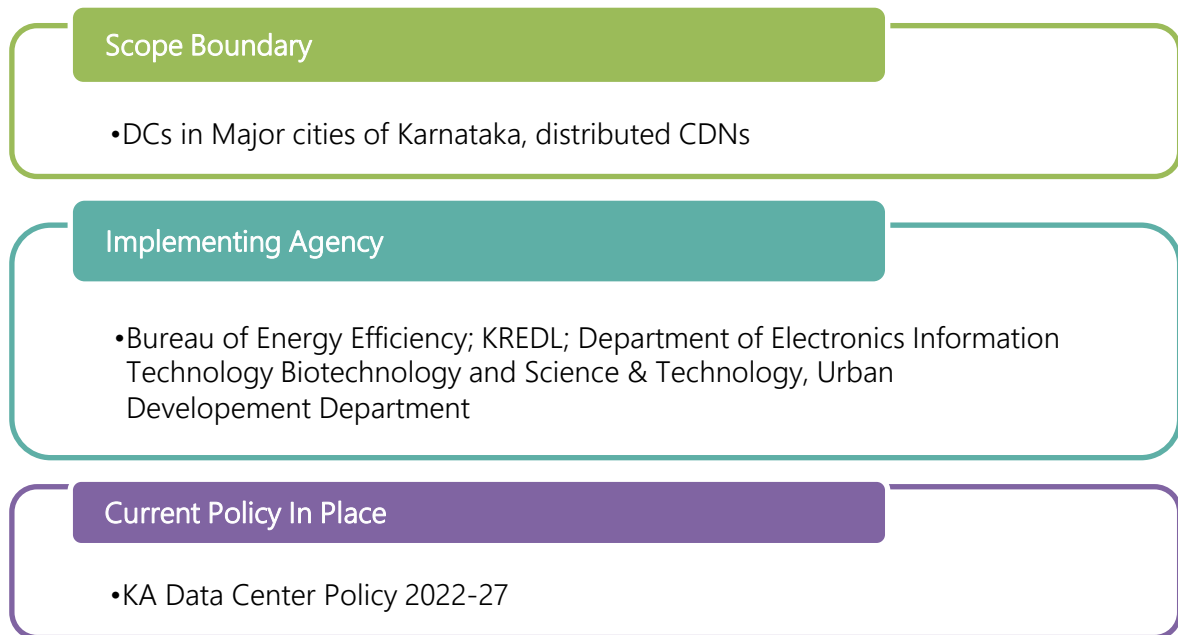 Scope Boundary
•DCs in Major cities of Karnataka, distributed CDNs
Implementing Agency
•Bureau of Energy Efficiency; KREDL; Department of Electronics Information
Technology Biotechnology and Science & Technology, Urban
Developement Department
Current Policy In Place
•KA Data Center Policy 2022-27